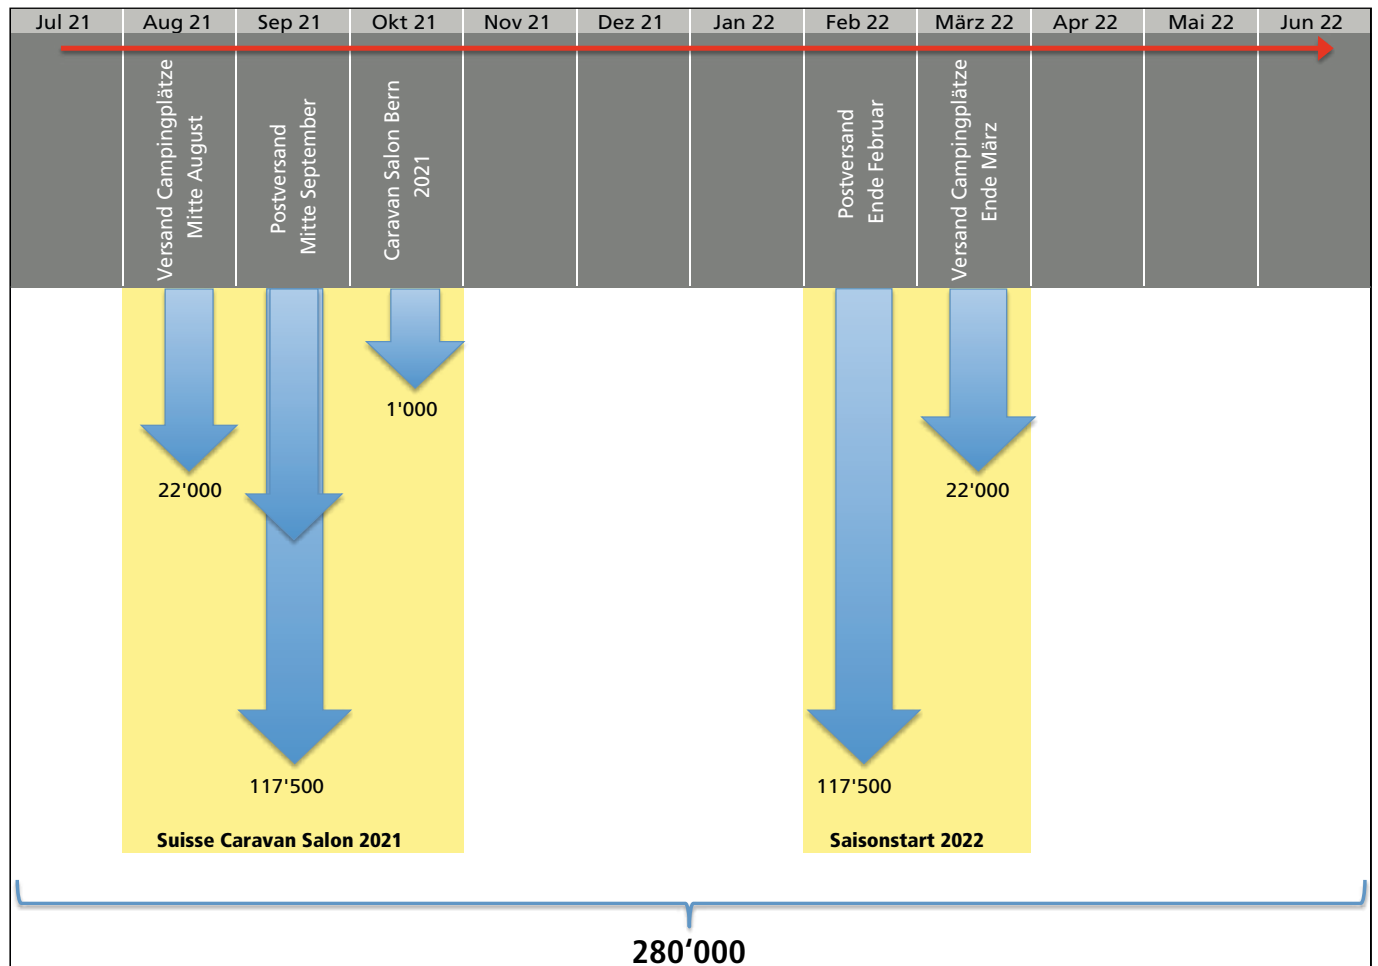 Jul 21
Aug 21
Sep 21
Okt 21
Nov 21
Dez 21
Jan 22
Feb 22
März 22
Apr 22
Mai 22
Jun 22
Versand Campingplätze
Mitte August
Postversand
Mitte September
Caravan Salon Bern
2021
Postversand
Ende Februar
Versand Campingplätze
Ende März
1'000
22'000
22'000
117'500
117'500
Suisse Caravan Salon 2021
Saisonstart 2022
280‘000